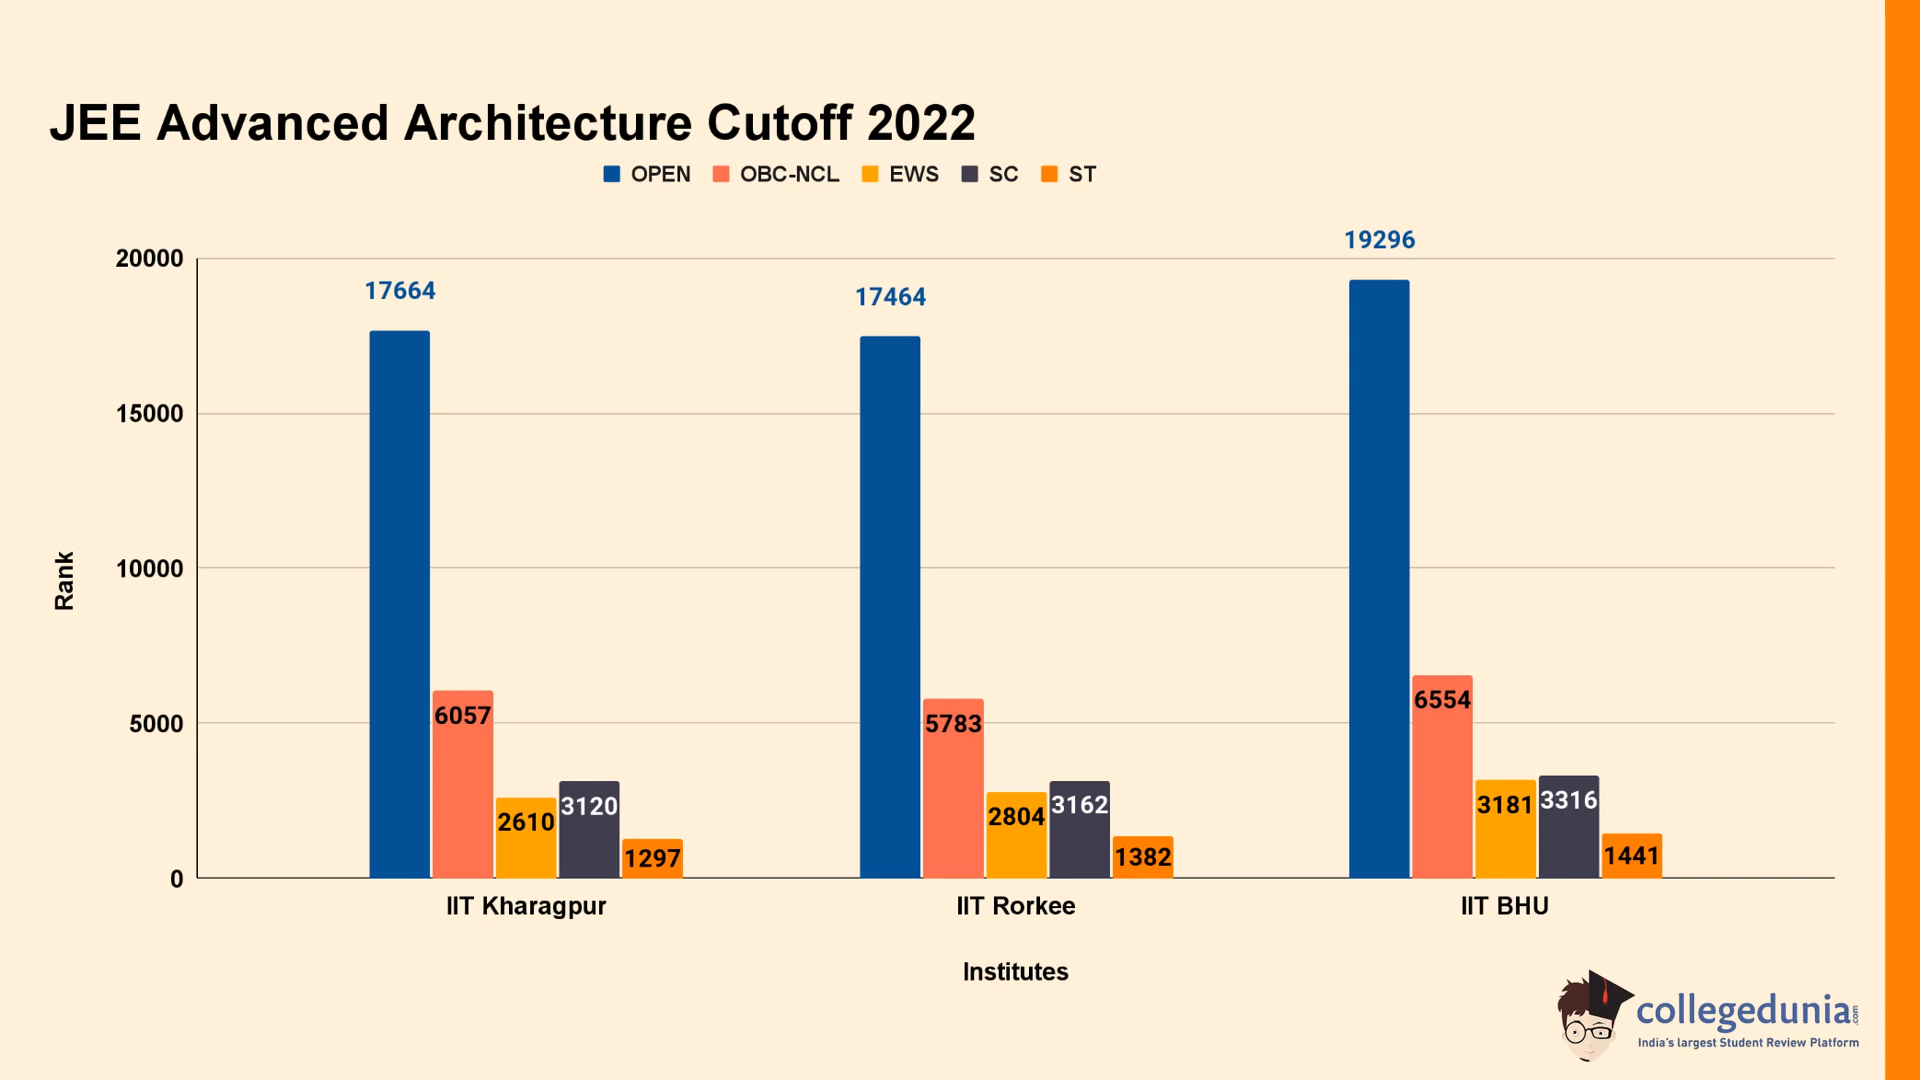 JEE Advanced Architecture Cutoff 2022
OPEN OBC-NCL EWS SC ST
20000
15000
10000
5000
0
Rank
17664
6057
2610
3120
1297
17464
5783
2804
3162
1382
19296
6554
3181
3316
1441
IIT Kharagpur
IIT Rorkee
IIT BHU
Institutes
collegedunia.com
India's largest Student Review Platform